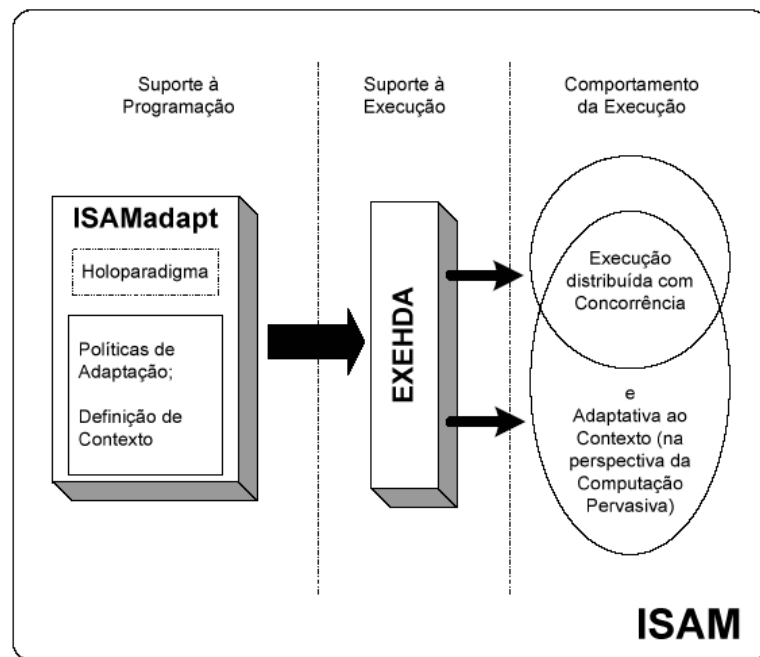 Suporte à
Programação
Suporte à
Execução
Comportamento
da Execução
ISAMadapt
Holoparadigma
Políticas de
Adaptação;
Definição de
Contexto
EXEHDA
Execução
distribuída com
Concorrência
e
Adaptativa ao
Contexto (na
perspectiva da
Computação
Pervasiva)
ISAM